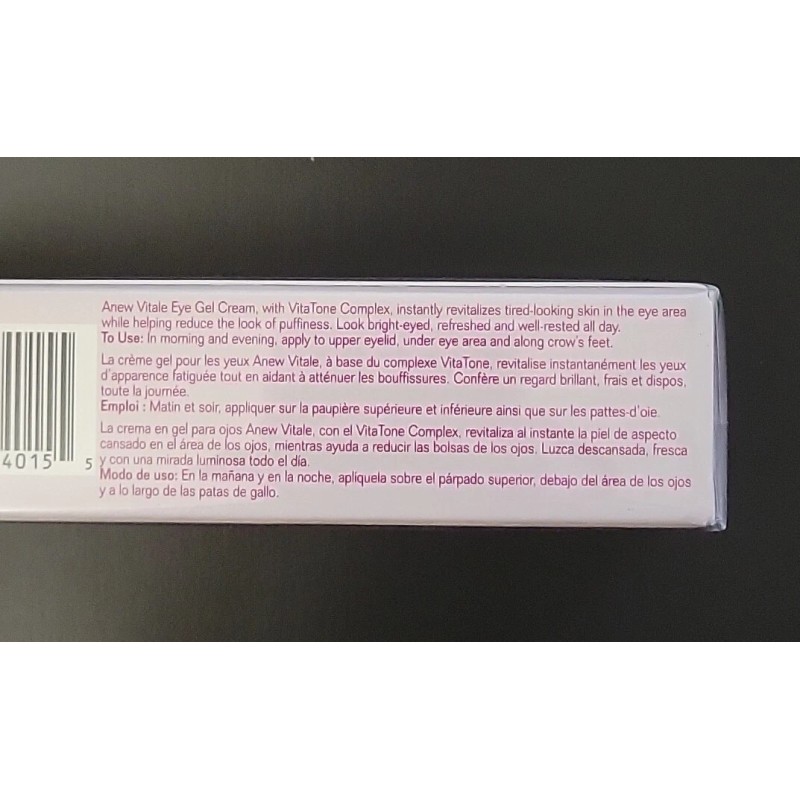 Anew Vitale Eye Gel Cream, with VitaTone Complex, instantly revitalizes tired-looking skin in the eye area
while helping reduce the look of puffiness. Look bright-eyed, refreshed and well-rested all day.
To Use: In morning and evening, apply to upper eyelid, under eye area and along crow's feet.
La crème gel pour les yeux Anew Vitale, à base du complexe VitaTone, revitalise instantanément les yeux
d'apparence fatiguée tout en aidant à atténuer les bouffissures. Confère un regard brillant, frais et dispos,
toute la journée.
Emploi : Matin et soir, appliquer sur la paupière supérieure et inférieure ainsi que sur les pattes-d'oie.
La crema en gel para ojos Anew Vitale, con el VitaTone Complex, revitaliza al instante la piel de aspecto
cansado en el área de los ojos, mientras ayuda a reducir las bolsas de los ojos. Luzca descansada, fresca
y con una mirada luminosa todo el día.
Modo de uso: En la mañana y en la noche, aplíquela sobre el párpado superior, debajo del área de los ojos
y a lo largo de las patas de gallo.
4015 5